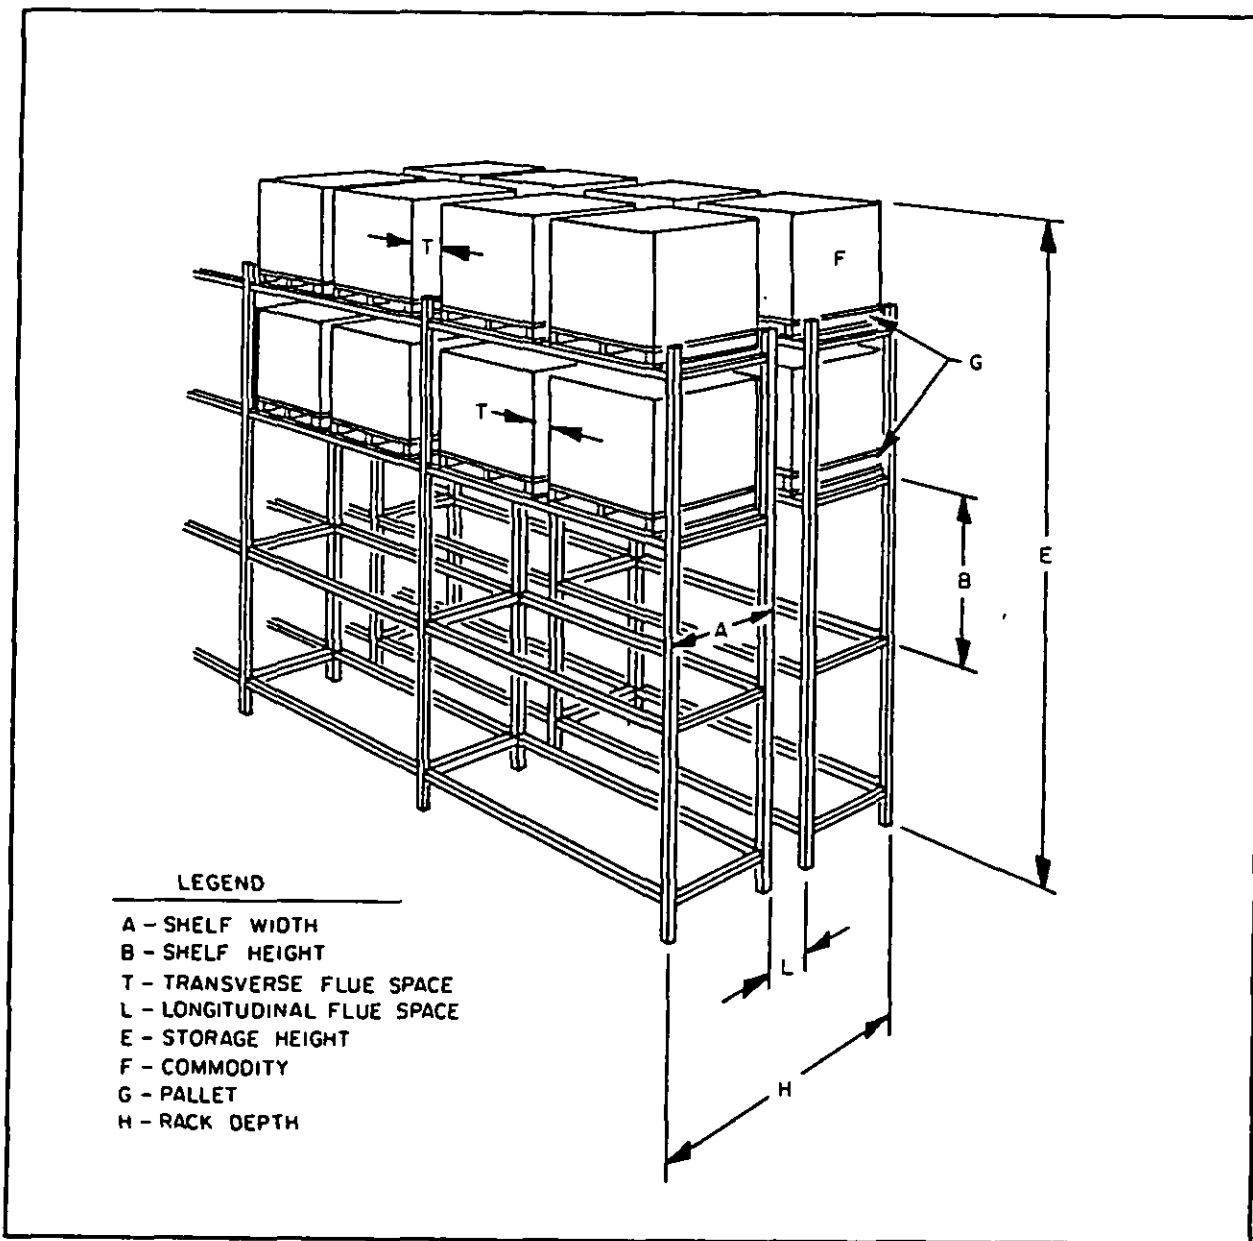 T
F
G
T
E
B
A
LEGEND
A - SHELF WIDTH
B - SHELF HEIGHT
T - TRANSVERSE FLUE SPACE
L - LONGITUDINAL FLUE SPACE
E - STORAGE HEIGHT
F - COMMODITY
G - PALLET
H - RACK DEPTH
L
H